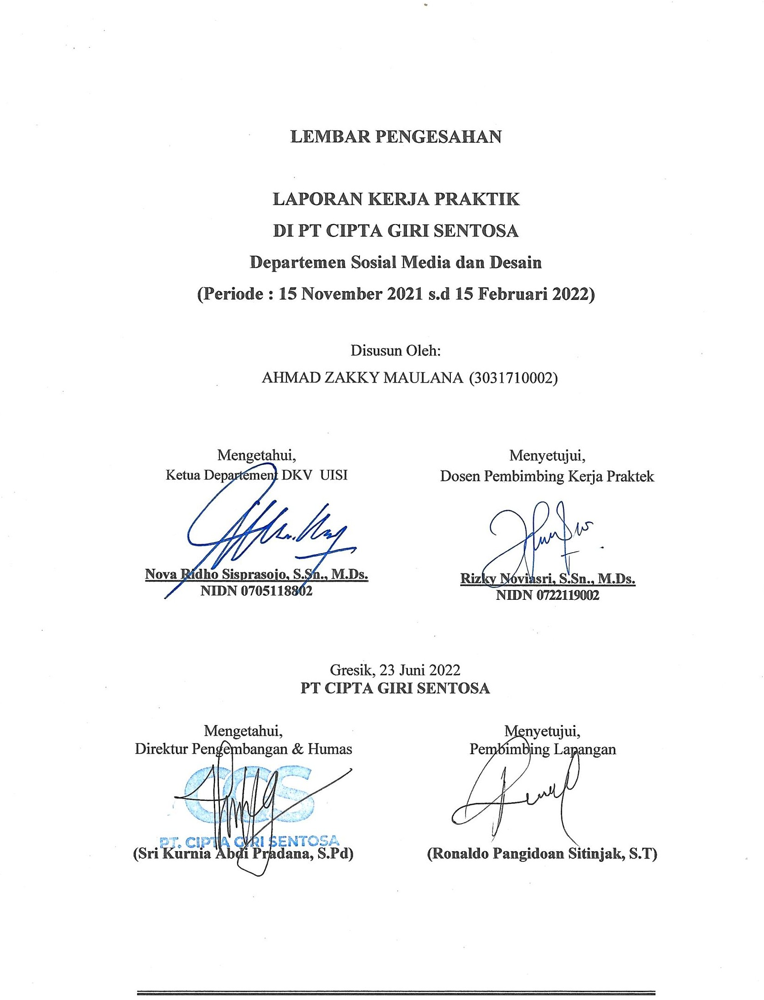 LEMBAR PENGESAHAN
LAPORAN KERJA PRAKTIK
DI PT CIPTA GIRI SENTOSA
Departemen Sosial Media dan Desain
(Periode : 15 November 2021 s.d 15 Februari 2022)
Disusun Oleh:
AHMAD ZAKKY MAULANA (3031710002)
Mengetahui,
Ketua Departement DKV UISI
Nova Ridho Sisprasojo, S.Sn., M.Ds.
NIDN 0705118802
Menyetujui,
Dosen Pembimbing Kerja Praktek
Rizky Noviasri, S.Sn., M.Ds.
NIDN 0722119002
Gresik, 23 Juni 2022
PT CIPTA GIRI SENTOSA
Mengetahui,
Direktur Pengembangan & Humas
CGS
PT. CIPTA GIRI SENTOSA
(Sri Kurnia Abdi Pradana, S.Pd)
Menyetujui,
Pembimbing Lapangan
(Ronaldo Pangidoan Sitinjak, S.T)